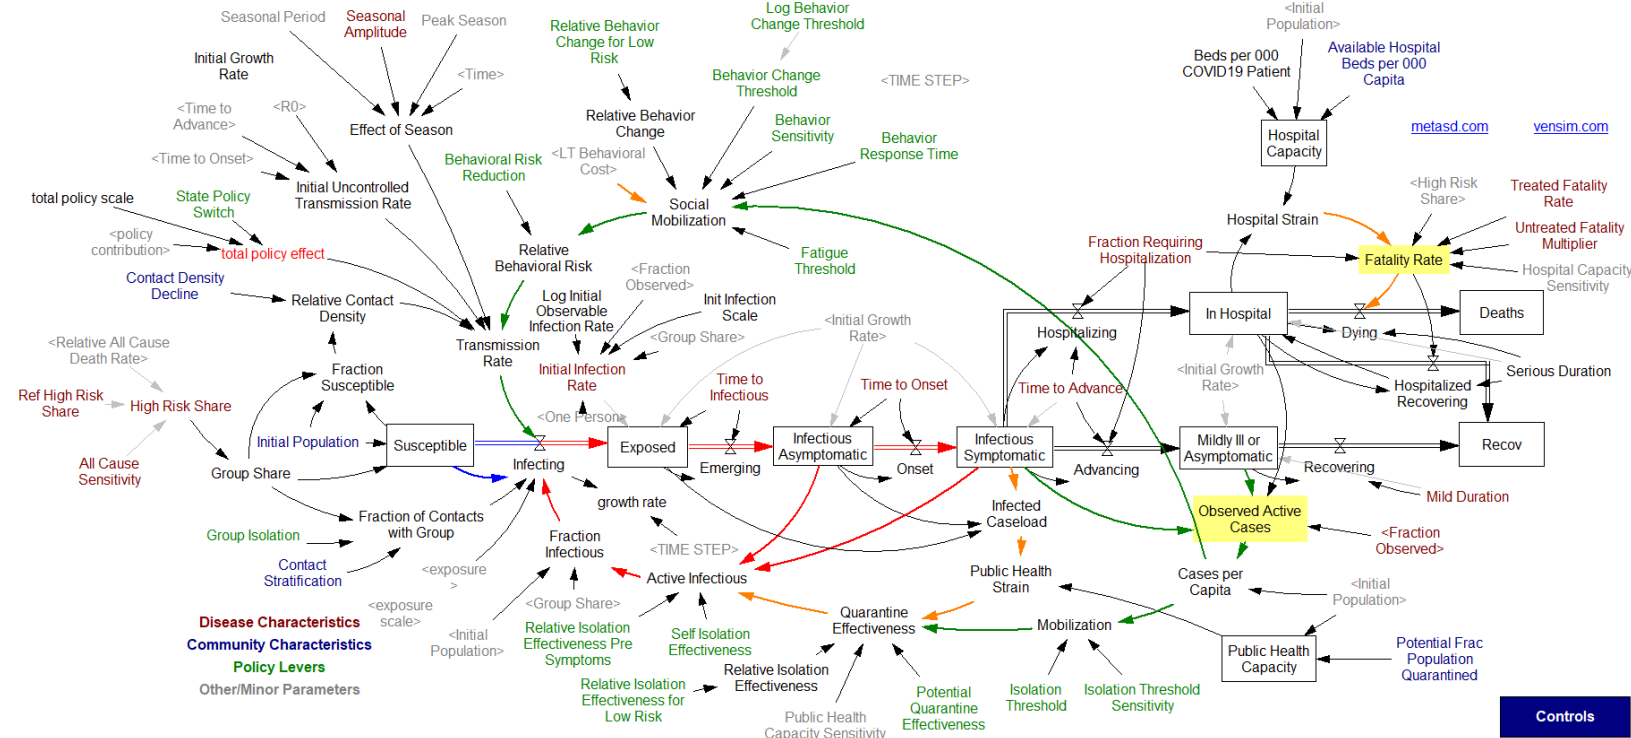 Seasonal Period
Seasonal
Amplitude
Peak Season
Initial Growth
Rate
<Time>
<Time to
Advance>
<R0>
<Time to Onset>
Effect of Season
Initial Uncontrolled
Transmission Rate
total policy scale
State Policy
Switch
<policy
contribution>
total policy effect
Contact Density
Decline
Relative Contact
Density
<Relative All Cause
Death Rate>
Ref High Risk
Share
High Risk Share
All Cause
Sensitivity
Fraction
Susceptible
Initial Population
Group Share
Group Isolation
Contact
Stratification
Fraction of Contacts
with Group
Relative Behavior
Change for Low
Risk
Log Behavior
Change Threshold
Behavior Change
Threshold
<TIME STEP>
Relative Behavior
Change
Behavior
Sensitivity
Behavior
Response Time
Behavioral Risk
Reduction
<LT Behavioral
Cost>
Social
Mobilization
Fatigue
Threshold
Relative
Behavioral Risk
<Fraction
Observed>
Log Initial
Observable
Infection Rate
Init Infection
Scale
<Group Share>
Transmission
Rate
Initial Infection
Rate
<One Person>
<Initial Growth
Rate>
Time to
Infectious
Time to Onset
Time to Advance
Susceptible
Infecting
Exposed
Emerging
Infectious
Asymptomatic
Onset
Infectious
Symptomatic
Advancing
Mildly Ill or
Asymptomatic
Recovering
Recov
Mild Duration
growth rate
<TIME STEP>
Fraction
Infectious
Active Infectious
<exposure
>
<exposure
scale>
<Initial
Population>
<Group Share>
Relative Isolation
Effectiveness Pre
Symptoms
Self Isolation
Effectiveness
Relative Isolation
Effectiveness
Relative Isolation
Effectiveness for
Low Risk
Quarantine
Effectiveness
Public Health
Capacity Sensitivity
Potential
Quarantine
Effectiveness
Infected
Caseload
Public Health
Strain
Mobilization
Isolation
Threshold
Isolation Threshold
Sensitivity
Observed Active
Cases
<Fraction
Observed>
Cases per
Capita
<Initial
Population>
Public Health
Capacity
Potential Frac
Population
Quarantined
<Initial
Population>
Beds per 000
COVID19 Patient
Available Hospital
Beds per 000
Capita
Hospital
Capacity
metasd.com
vensim.com
Hospital Strain
<High Risk
Share>
Treated Fatality
Rate
Untreated Fatality
Multiplier
Hospital Capacity
Sensitivity
Fatality Rate
Fraction Requiring
Hospitalization
Hospitalizing
In Hospital
Dying
Deaths
<Initial Growth
Rate>
Hospitalized
Recovering
Serious Duration
Disease Characteristics
Community Characteristics
Policy Levers
Other/Minor Parameters
Controls